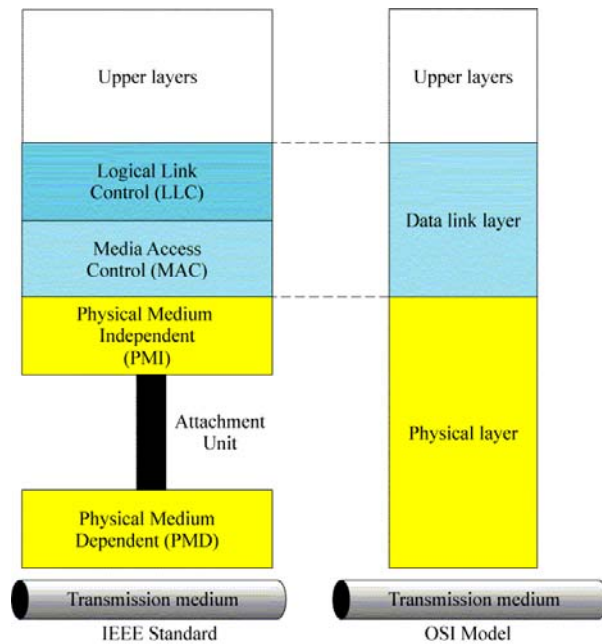 Upper layers
Logical Link
Control (LLC)
Media Access
Control (MAC)
Physical Medium
Independent
(PMI)
Attachment
Unit
Physical Medium
Dependent (PMD)
Transmission medium
IEEE Standard
Upper layers
Data link layer
Physical layer
Transmission medium
OSI Model